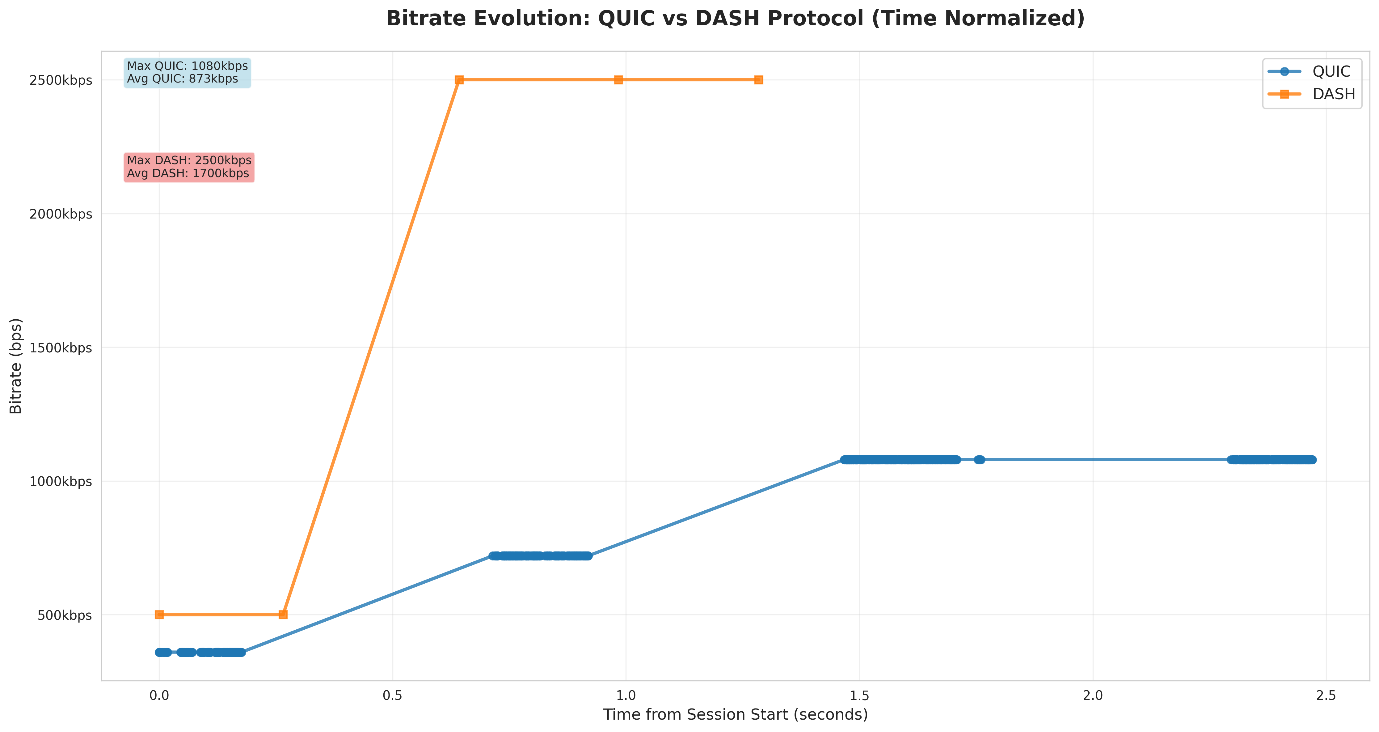 Bitrate Evolution: QUIC vs DASH Protocol (Time Normalized)
Max QUIC: 1080kbps
Avg QUIC: 873kbps
Max DASH: 2500kbps
Avg DASH: 1700kbps
QUIC
DASH
Bitrate (bps)
2500kbps
2000kbps
1500kbps
1000kbps
500kbps
0.0
0.5
1.0
1.5
2.0
2.5
Time from Session Start (seconds)